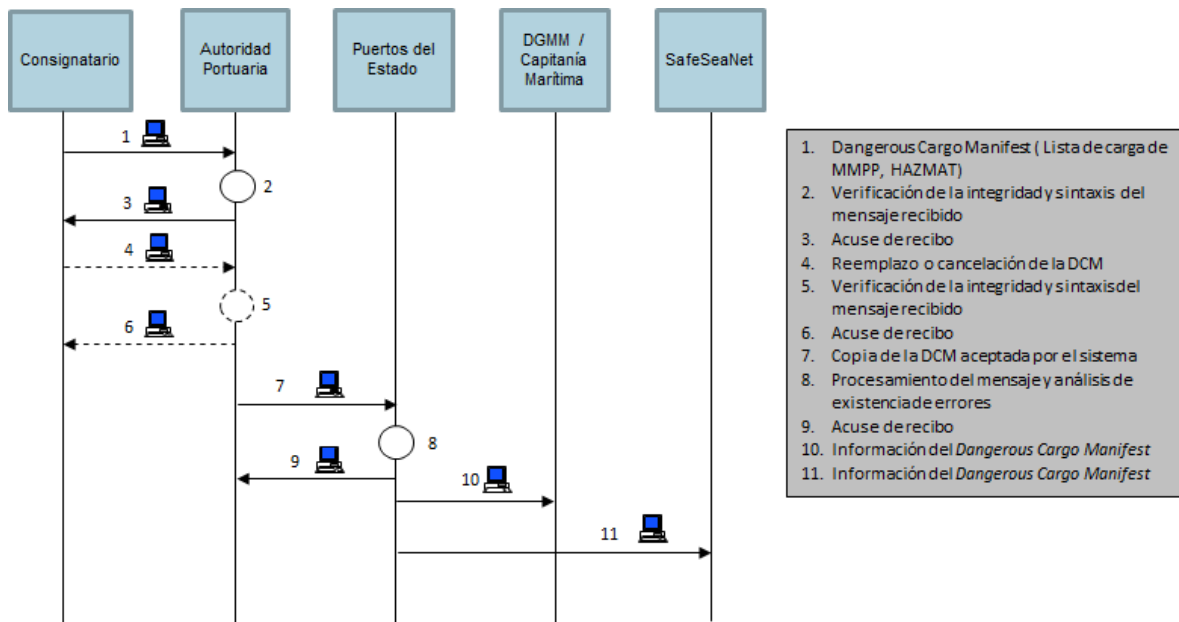 Consignatario
Autoridad
Portuaria
Puertos del
Estado
DGMM /
Capitanía
Marítima
SafeSeaNet
1
2
3
4
5
6
7
8
9
10
11
1. Dangerous Cargo Manifest ( Lista de carga de
MMPP, HAZMAT)
2. Verificación de la integridad y sintaxis del
mensaje recibido
3. Acuse de recibo
4. Reemplazo o cancelación de la DCM
5. Verificación de la integridad y sintaxis del
mensaje recibido
6. Acuse de recibo
7. Copia de la DCM aceptada por el sistema
8. Procesamiento del mensaje y análisis de
existencia de errores
9. Acuse de recibo
10. Información del Dangerous Cargo Manifest
11. Información del Dangerous Cargo Manifest